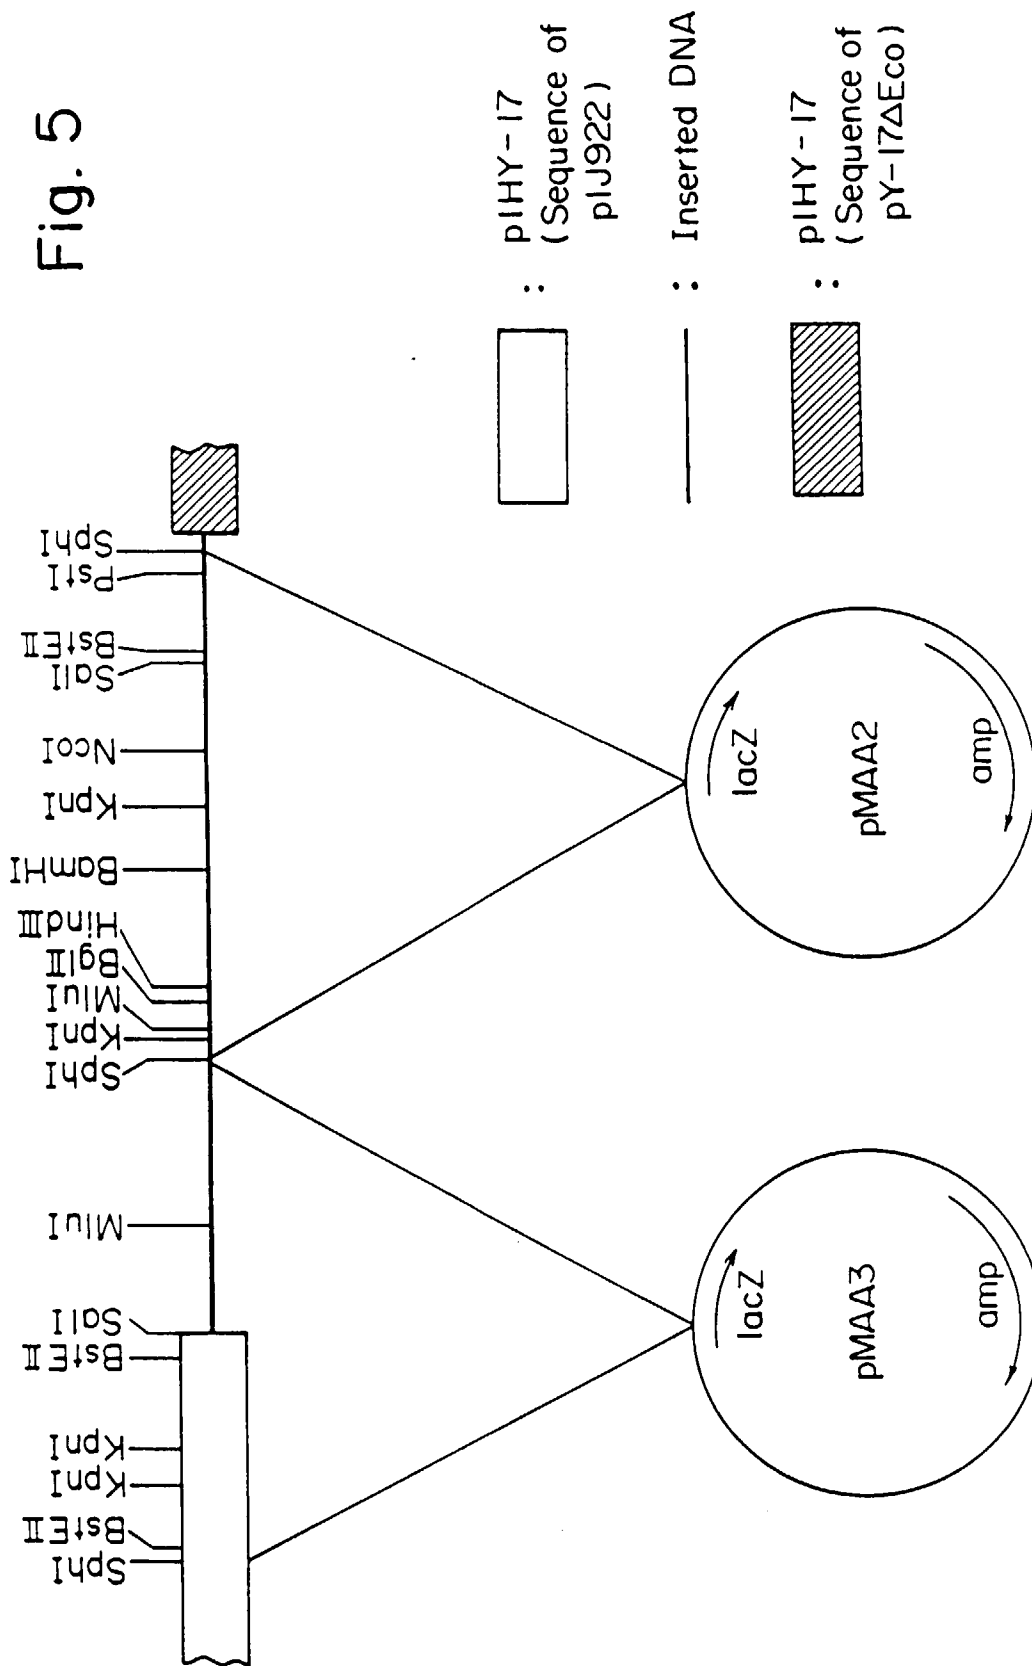 Fig. 5
SphI
BstEII
KpnI
KpnI
BstEII
SalI
MluI
SphI
KpnI
MluI
BglII
HindIII
BamHI
KpnI
NcoI
SalI
BstEII
PstI
SphI
lacZ
pMAA3
amp
lacZ
pMAA2
amp
: pIHY-17
(Sequence of
pIJ922)
: Inserted DNA
: pIHY-17
(Sequence of
pY-17ΔEco)